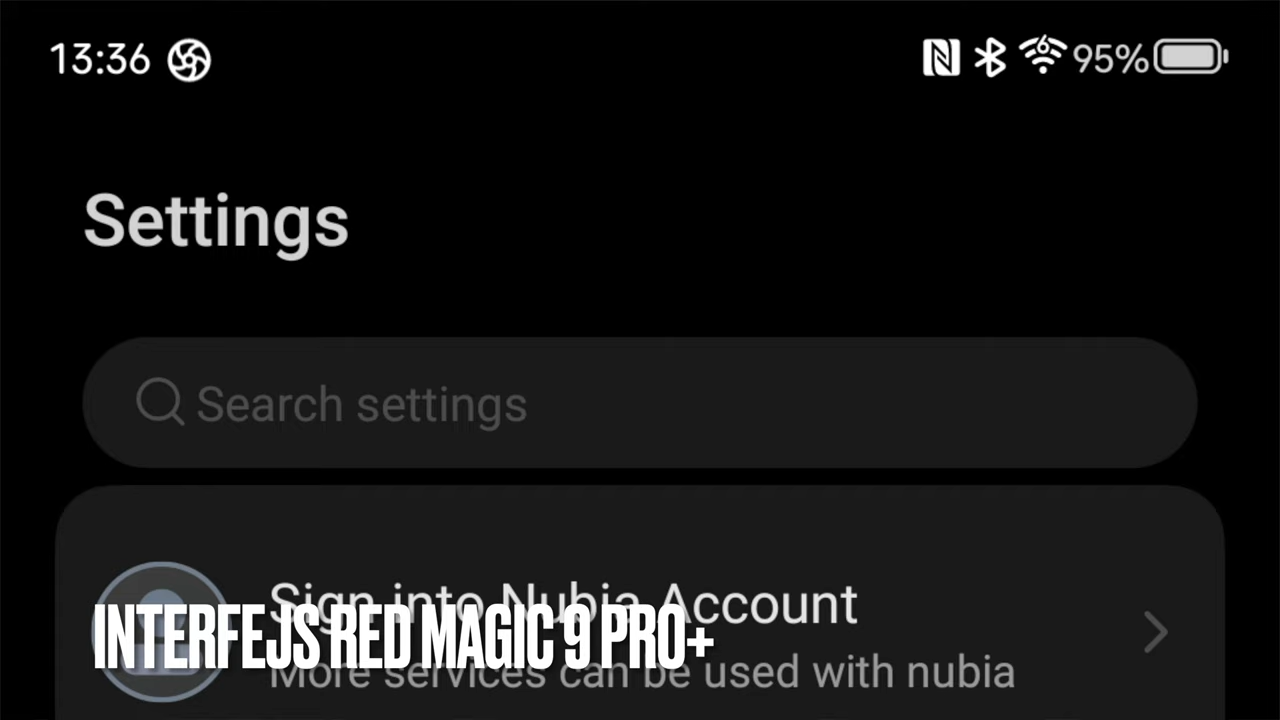 13:36
95%
Settings
Search settings
Sign into Nubia Account
INTERFEJS RED MAGIC 9 PRO+
More services can be used with nubia